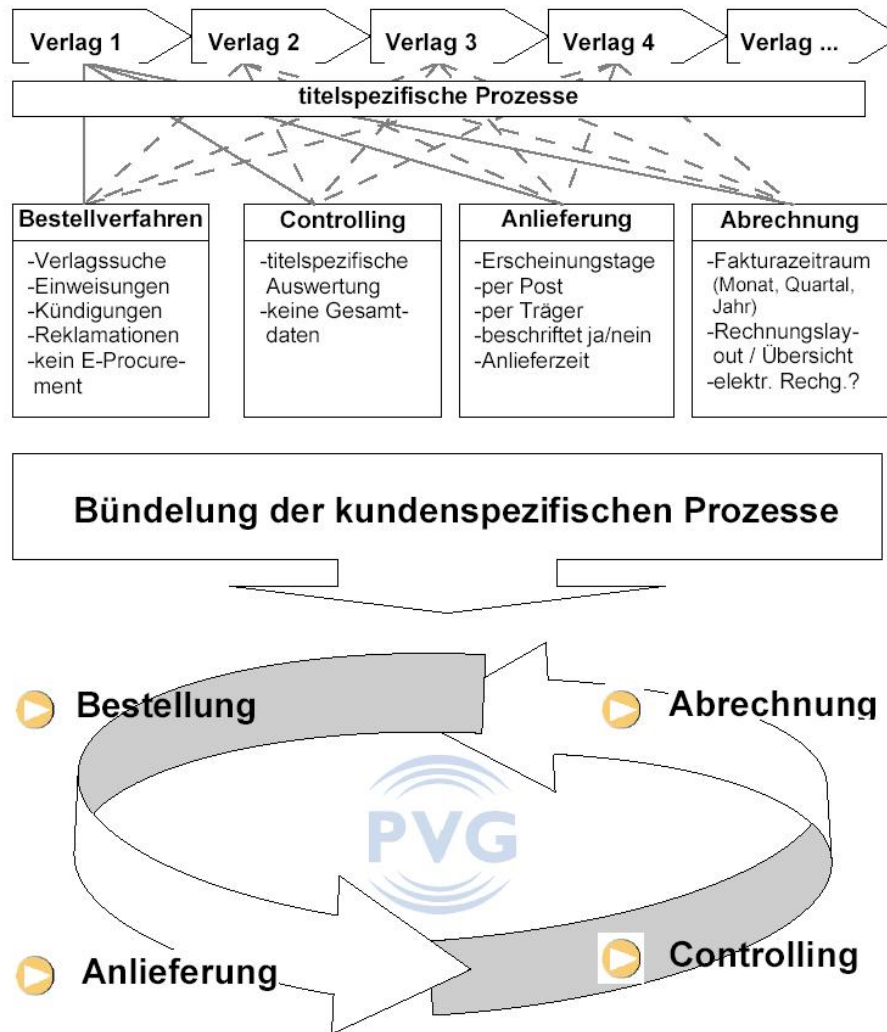 Verlag 1
Verlag 2
Verlag 3
Verlag 4
Verlag ...
titelspezifische Prozesse
Bestellverfahren
-Verlagssuche
-Einweisungen
-Kündigungen
-Reklamationen
-kein E-Procure-
ment
Controlling
-titelspezifische
Auswertung
-keine Gesamt-
daten
Anlieferung
-Erscheinungstage
-per Post
-per Träger
-beschriftet ja/nein
-Anlieferzeit
Abrechnung
-Fakturazeitraum
(Monat, Quartal,
Jahr)
-Rechnungslay-
out / Übersicht
-elektr. Rechg.?
Bündelung der kundenspezifischen Prozesse
Bestellung
Abrechnung
PVG
Anlieferung
Controlling